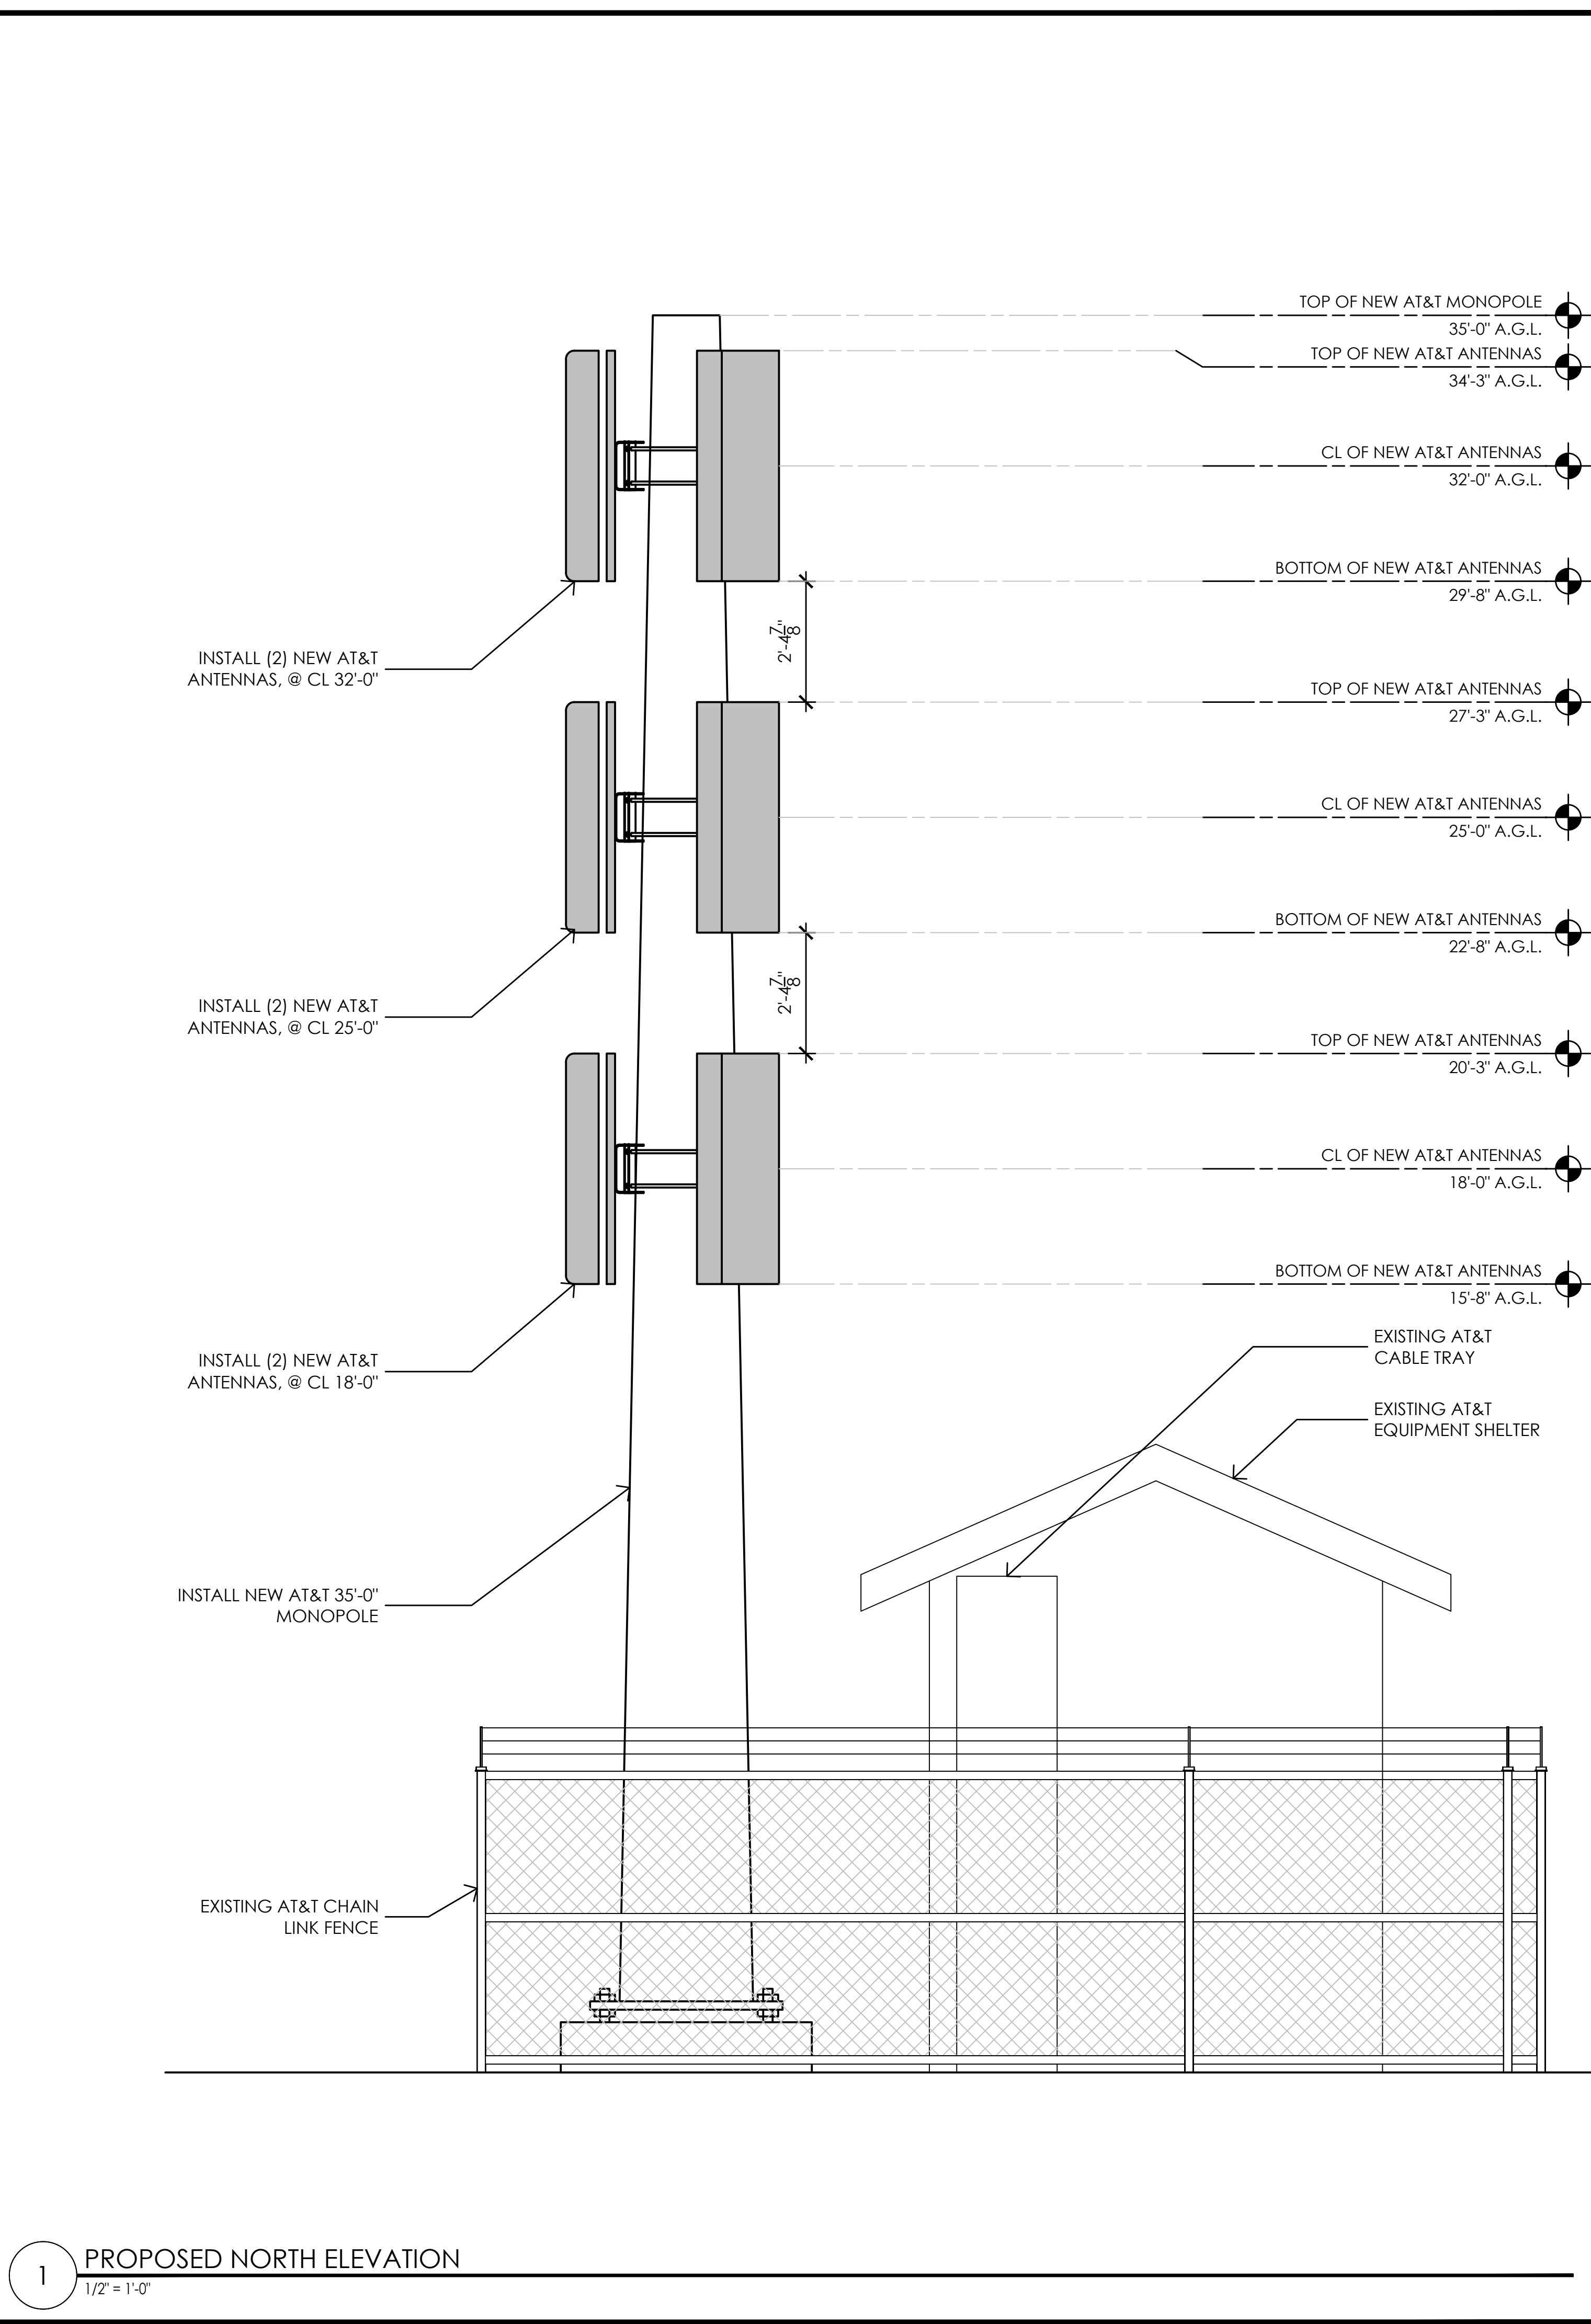 TOP OF NEW AT&T MONOPOLE
35'-0" A.G.L.
TOP OF NEW AT&T ANTENNAS
34'-3" A.G.L.
CL OF NEW AT&T ANTENNAS
32'-0" A.G.L.
BOTTOM OF NEW AT&T ANTENNAS
29'-8" A.G.L.
2'-4 7/8"
INSTALL (2) NEW AT&T
ANTENNAS, @ CL 32'-0"
TOP OF NEW AT&T ANTENNAS
27'-3" A.G.L.
CL OF NEW AT&T ANTENNAS
25'-0" A.G.L.
BOTTOM OF NEW AT&T ANTENNAS
22'-8" A.G.L.
2'-4 7/8"
INSTALL (2) NEW AT&T
ANTENNAS, @ CL 25'-0"
TOP OF NEW AT&T ANTENNAS
20'-3" A.G.L.
CL OF NEW AT&T ANTENNAS
18'-0" A.G.L.
BOTTOM OF NEW AT&T ANTENNAS
15'-8" A.G.L.
EXISTING AT&T
CABLE TRAY
INSTALL (2) NEW AT&T
ANTENNAS, @ CL 18'-0"
EXISTING AT&T
EQUIPMENT SHELTER
INSTALL NEW AT&T 35'-0"
MONOPOLE
EXISTING AT&T CHAIN
LINK FENCE
1
PROPOSED NORTH ELEVATION
1/2" = 1'-0"